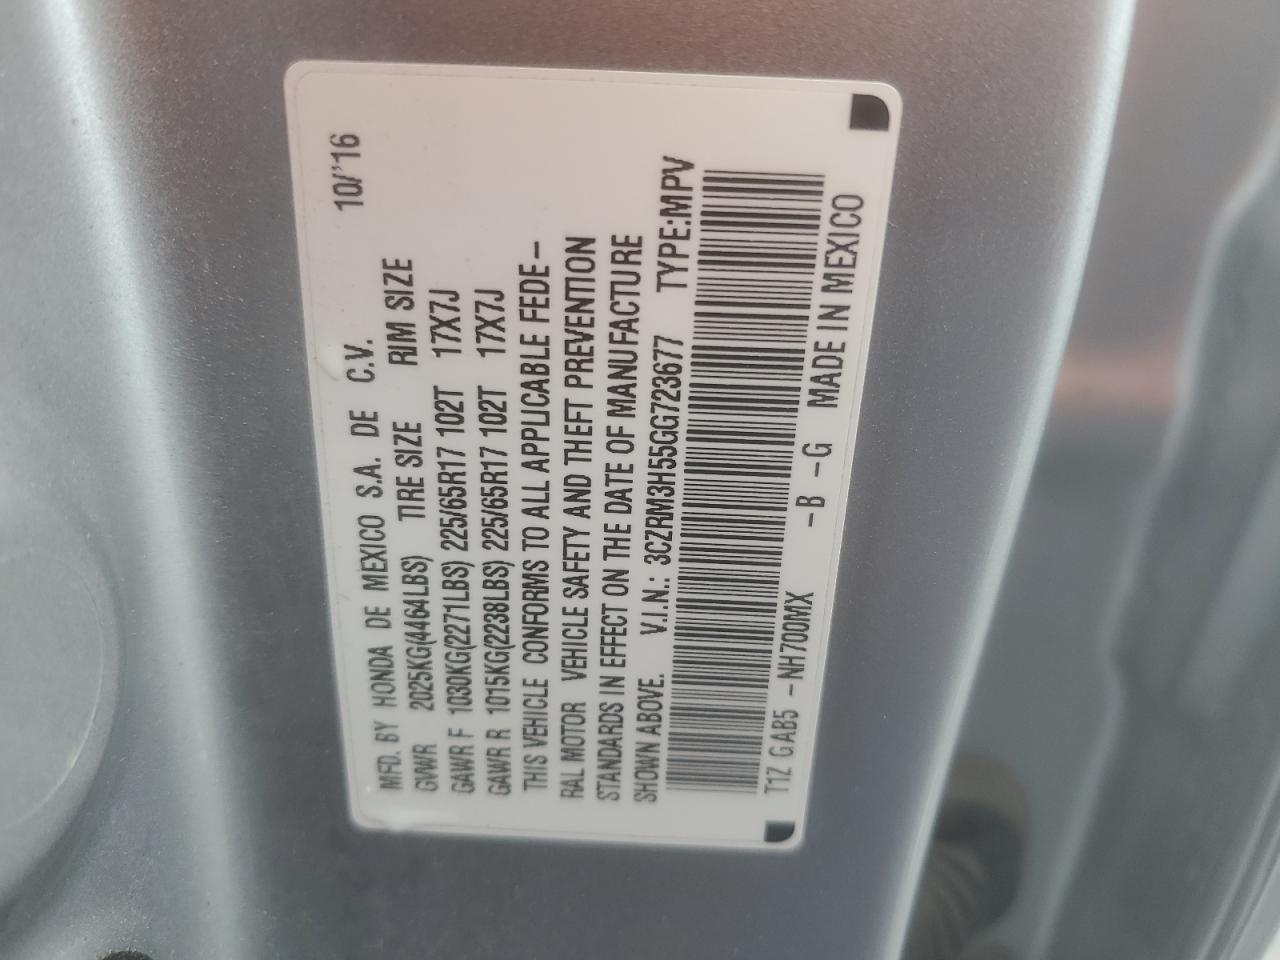 MFD. BY HONDA DE MEXICO S.A. DE C.V. 10/'16
GVWR 2025KG(4464LBS) TIRE SIZE RIM SIZE
GAWR F 1030KG(2271LBS) 225/65R17 102T 17X7J
GAWR R 1015KG(2238LBS) 225/65R17 102T 17X7J
THIS VEHICLE CONFORMS TO ALL APPLICABLE FEDE-
RAL MOTOR VEHICLE SAFETY AND THEFT PREVENTION
STANDARDS IN EFFECT ON THE DATE OF MANUFACTURE
SHOWN ABOVE. V.I.N.: 3CZRM3H55GG723677 TYPE:MPV
T1Z G AB5 -NH700MX -B -G MADE IN MEXICO